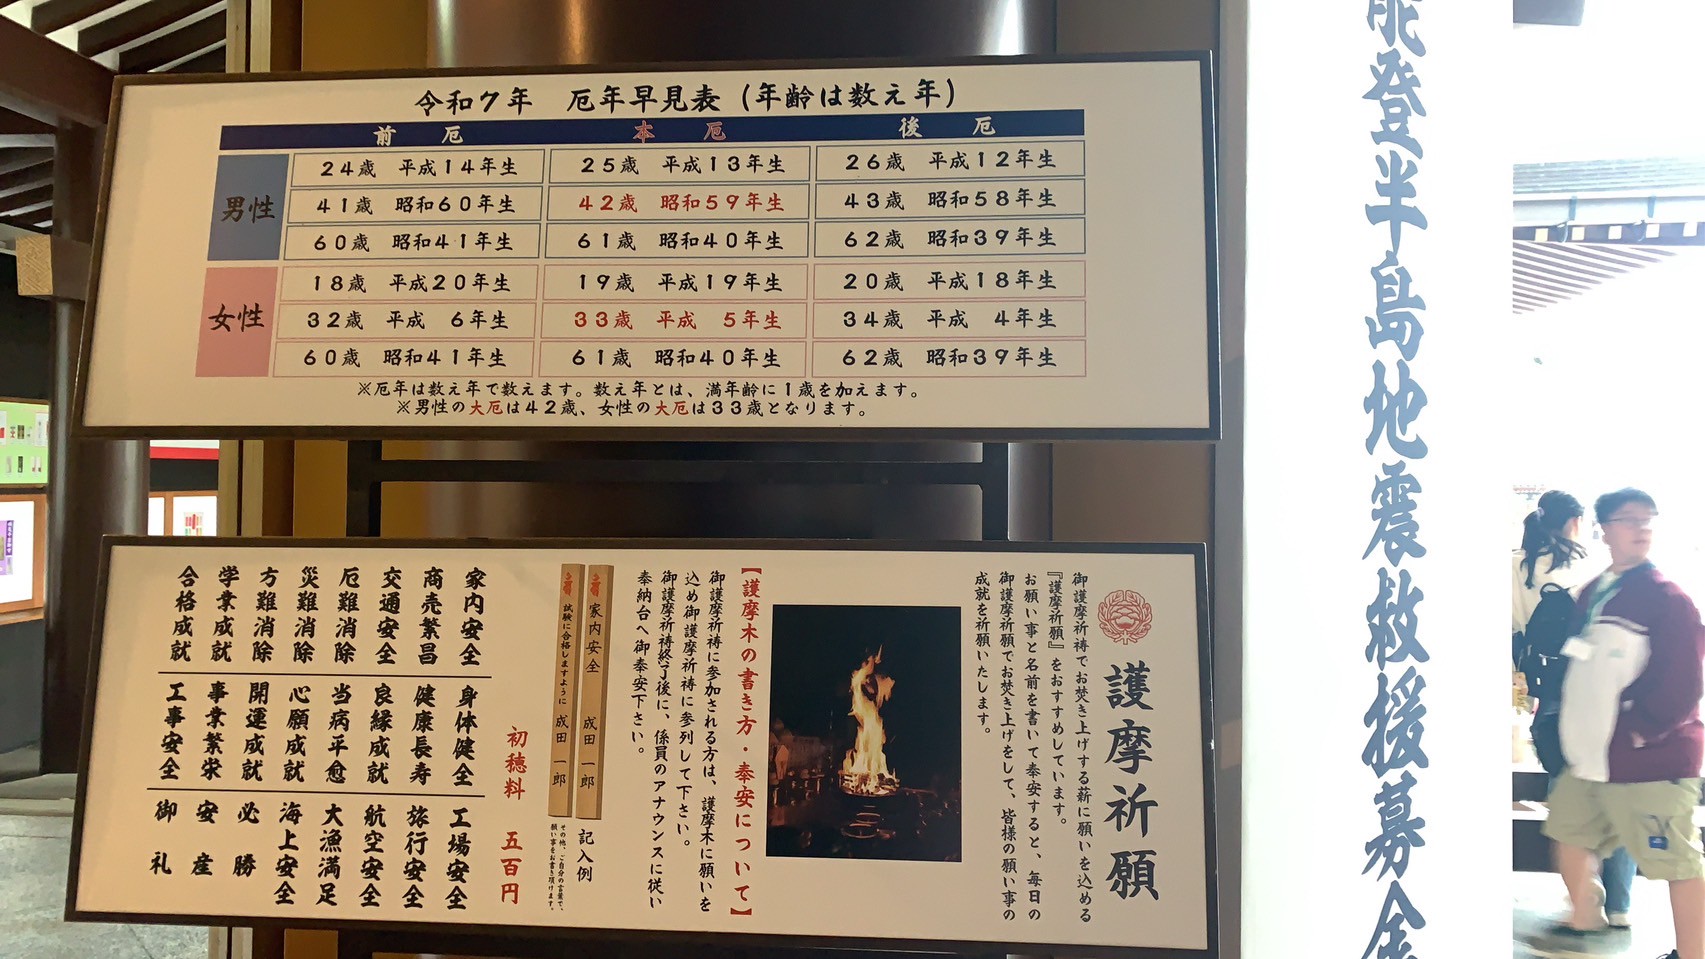 令和7年　厄年早見表（年齢は数え年）
前　厄　本　厄　後　厄
男性
24歳　平成14年生　25歳　平成13年生　26歳　平成12年生
41歳　昭和60年生　42歳　昭和59年生　43歳　昭和58年生
60歳　昭和41年生　61歳　昭和40年生　62歳　昭和39年生
女性
18歳　平成20年生　19歳　平成19年生　20歳　平成18年生
32歳　平成　6年生　33歳　平成　5年生　34歳　平成　4年生
60歳　昭和41年生　61歳　昭和40年生　62歳　昭和39年生
※厄年は数え年で数えます。数え年とは、満年齢に1歳を加えます。
※男性の大厄は42歳、女性の大厄は33歳となります。
護摩祈願
御護摩祈祷でお焚き上げする薪に願いを込める
『護摩祈願』をおすすめしています。
お願い事と名前を書いて奉安すると、毎日の
御護摩祈願でお焚き上げをして、皆様の願い事の
成就を祈願いたします。
【護摩木の書き方・奉安について】
御護摩祈祷に参加される方は、護摩木に願いを
込め御護摩祈祷に参列して下さい。
御護摩祈祷終了後に、係員のアナウンスに従い
奉納台へ御奉安下さい。
家内安全　成田　一郎
試験に合格しますように　成田　一郎
記入例
その他、ご自分の言葉で、
願い事をお書き頂けます。
初穂料　五百円
家内安全　身体健全　工場安全
商売繁昌　健康長寿　旅行安全
交通安全　良縁成就　航空安全
厄難消除　当病平愈　大漁満足
災難消除　心願成就　海上安全
方難消除　開運成就　必勝
学業成就　事業繁栄　安産
合格成就　工事安全　御礼
能登半島地震救援募金